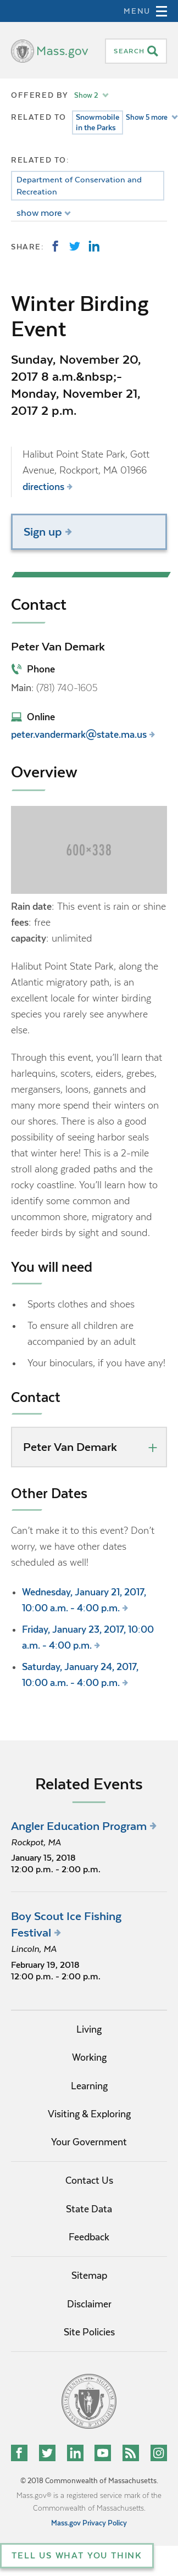 MENU
Mass.gov
SEARCH
OFFERED BY Show 2
RELATED TO Snowmobile
in the Parks
Show 5 more
RELATED TO:
Department of Conservation and
Recreation
show more
SHARE:
Winter Birding
Event
Sunday, November 20,
2017 8 a.m.&nbsp;-
Monday, November 21,
2017 2 p.m.
Halibut Point State Park, Gott
Avenue, Rockport, MA 01966
directions
Sign up
Contact
Peter Van Demark
Phone
Main: (781) 740-1605
Online
peter.vandermark@state.ma.us
Overview
600×338
Rain date: This event is rain or shine
fees: free
capacity: unlimited
Halibut Point State Park, along the
Atlantic migratory path, is an
excellent location for winter birding
species you rarely see anywhere
else.
Through this event, you'll learn that
harlequins, scoters, eiders, grebes,
mergansers, loons, gannets and
many more spend their winters on
our shores. There is also a good
possibility of seeing harbor seals
that winter here! This is a 2-mile
stroll along graded paths and the
rocky coastline. You'll learn how to
identify some common and
uncommon shore, migratory and
feeder birds by sight and sound.
You will need
• Sports clothes and shoes
• To ensure all children are
accompanied by an adult
• Your binoculars, if you have any!
Contact
Peter Van Demark +
Other Dates
Can't make it to this event? Don't
worry, we have other dates
scheduled as well!
• Wednesday, January 21, 2017,
10:00 a.m. - 4:00 p.m.
• Friday, January 23, 2017, 10:00
a.m. - 4:00 p.m.
• Saturday, January 24, 2017,
10:00 a.m. - 4:00 p.m.
Related Events
Angler Education Program
Rockpot, MA
January 15, 2018
12:00 p.m. - 2:00 p.m.
Boy Scout Ice Fishing
Festival
Lincoln, MA
February 19, 2018
12:00 p.m. - 2:00 p.m.
Living
Working
Learning
Visiting & Exploring
Your Government
Contact Us
State Data
Feedback
Sitemap
Disclaimer
Site Policies
© 2018 Commonwealth of Massachusetts.
Mass.gov® is a registered service mark of the
Commonwealth of Massachusetts.
Mass.gov Privacy Policy
TELL US WHAT YOU THINK